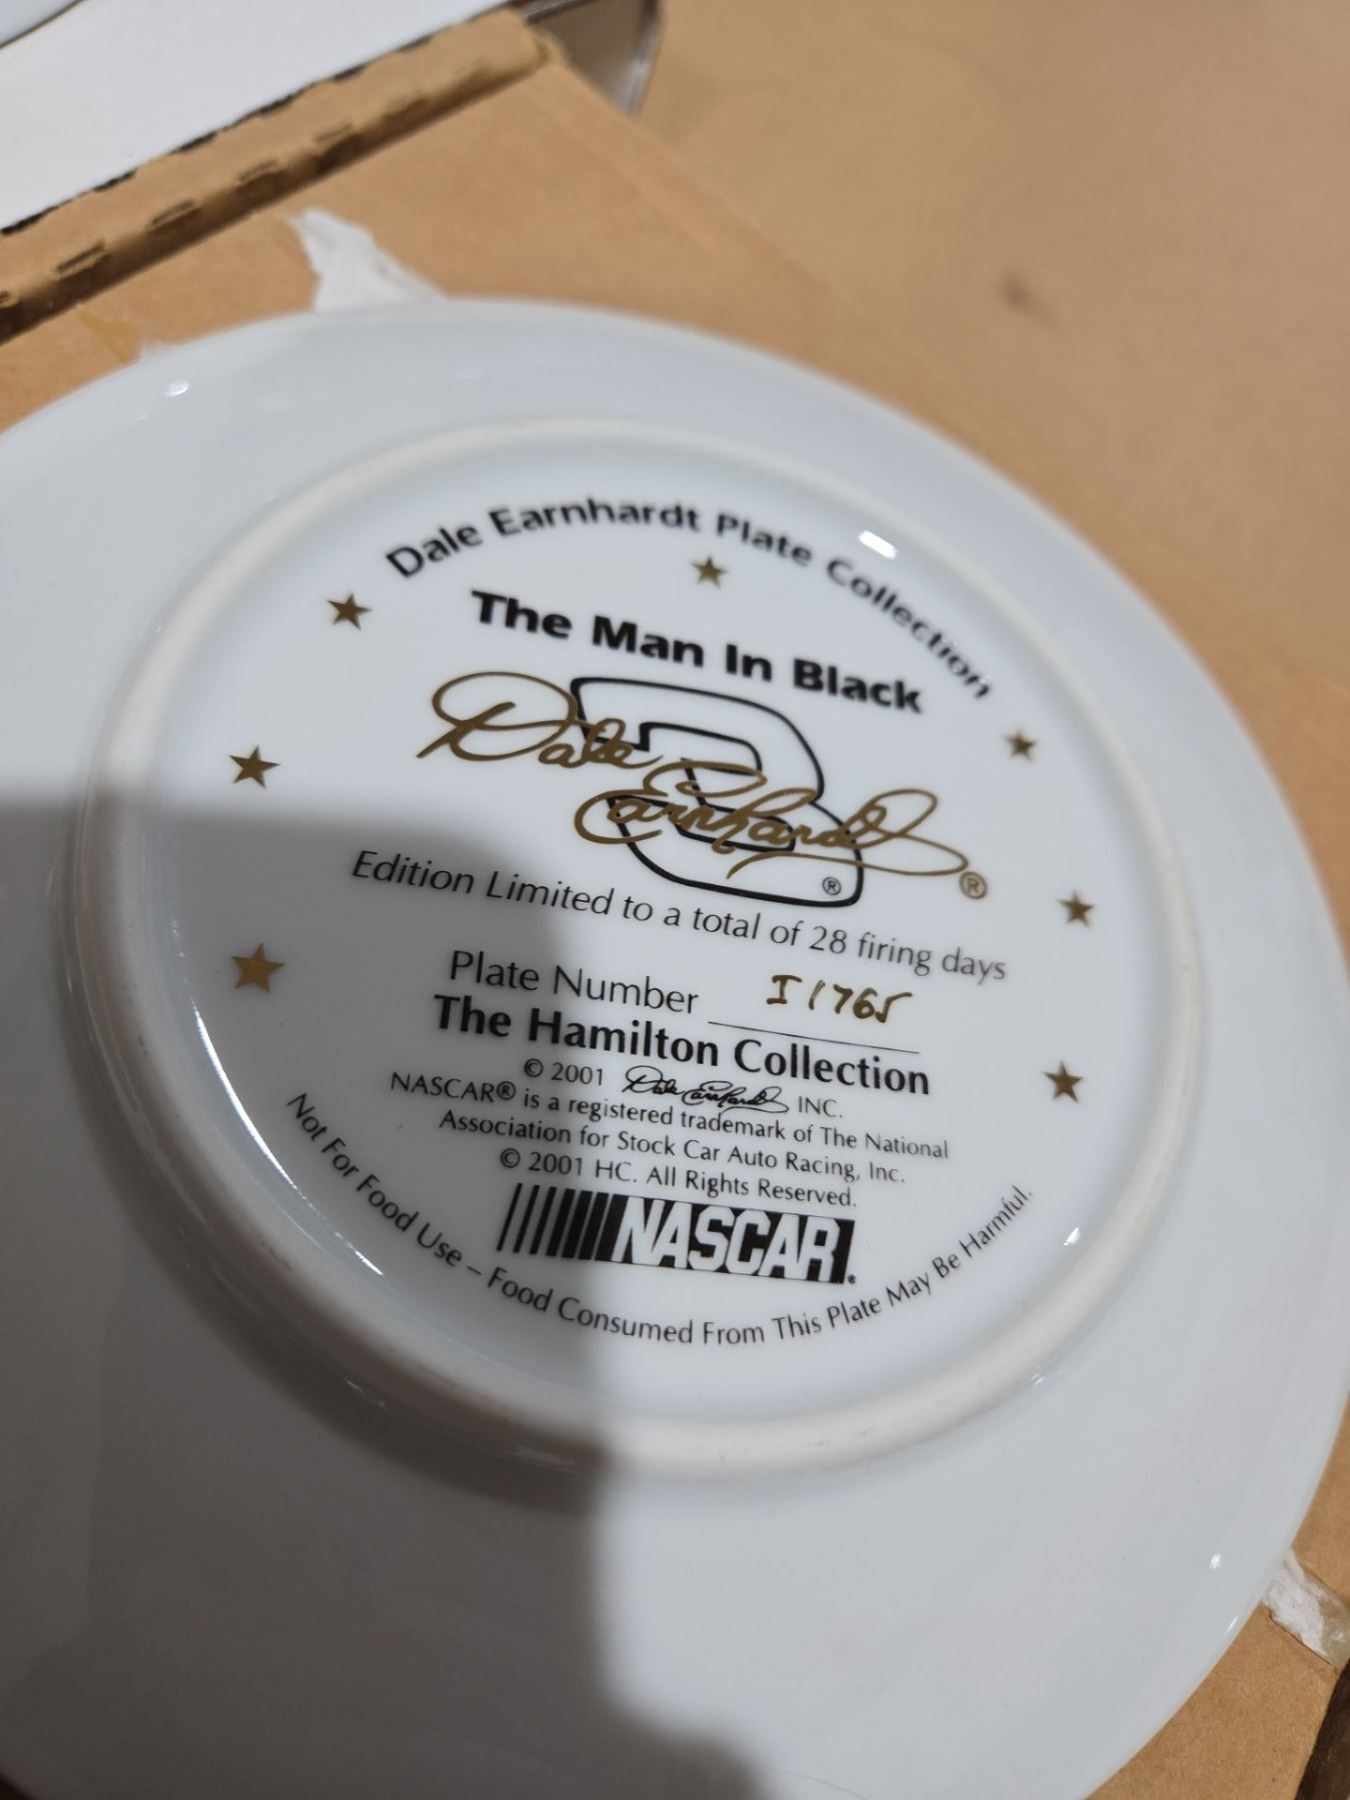 Dale Earnhardt Plate Collection
The Man In Black
3
Dale
Earnhardt ®
®
Edition Limited to a total of 28 firing days
Plate Number I1765
The Hamilton Collection
© 2001 Dale Earnhardt INC.
NASCAR® is a registered trademark of The National
Association for Stock Car Auto Racing, Inc.
© 2001 HC. All Rights Reserved.
NASCAR.
Not For Food Use – Food Consumed From This Plate May Be Harmful.